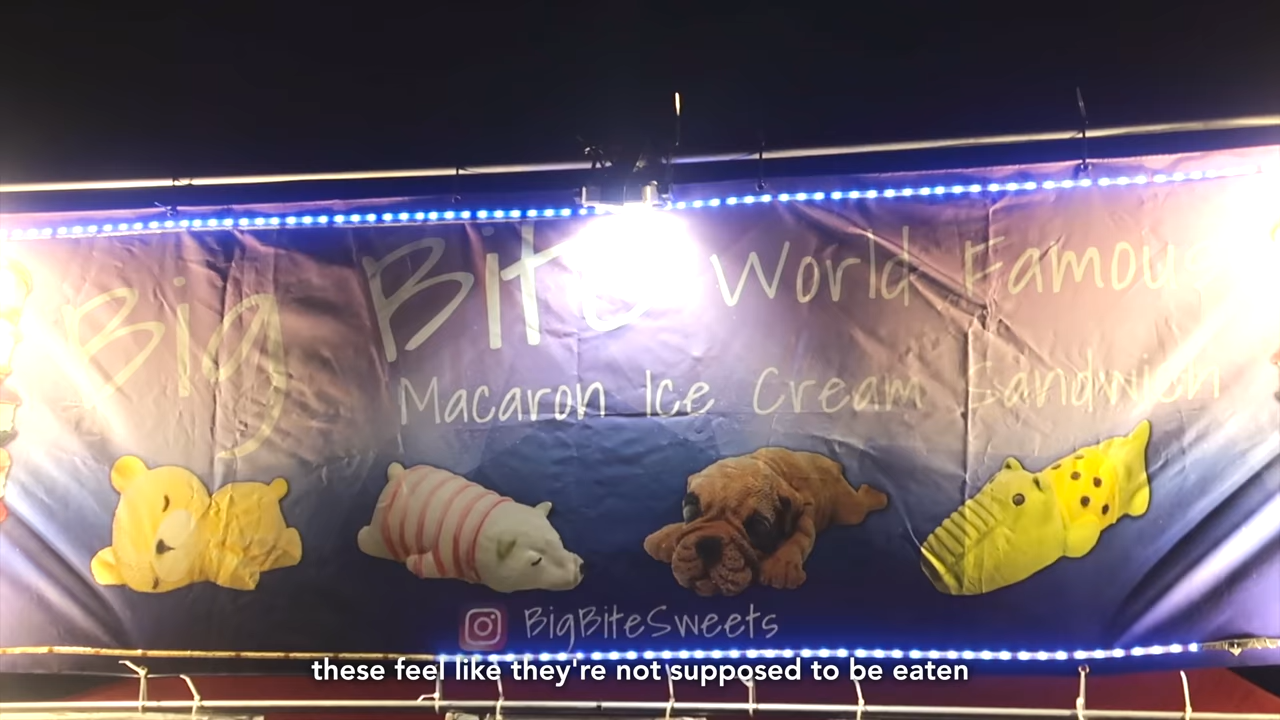 Big Bite World Famous
Macaron Ice Cream Sandwich
BigBiteSweets
these feel like they're not supposed to be eaten